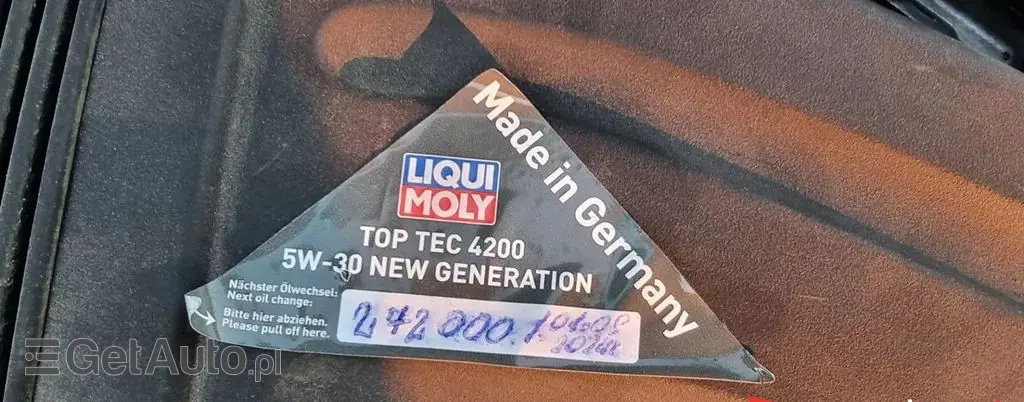 Made in Germany
LIQUI
MOLY
TOP TEC 4200
5W-30 NEW GENERATION
Nächster Ölwechsel:
Next oil change:
Bitte hier abziehen.
Please pull off here.
272 000.
GetAuto.pl